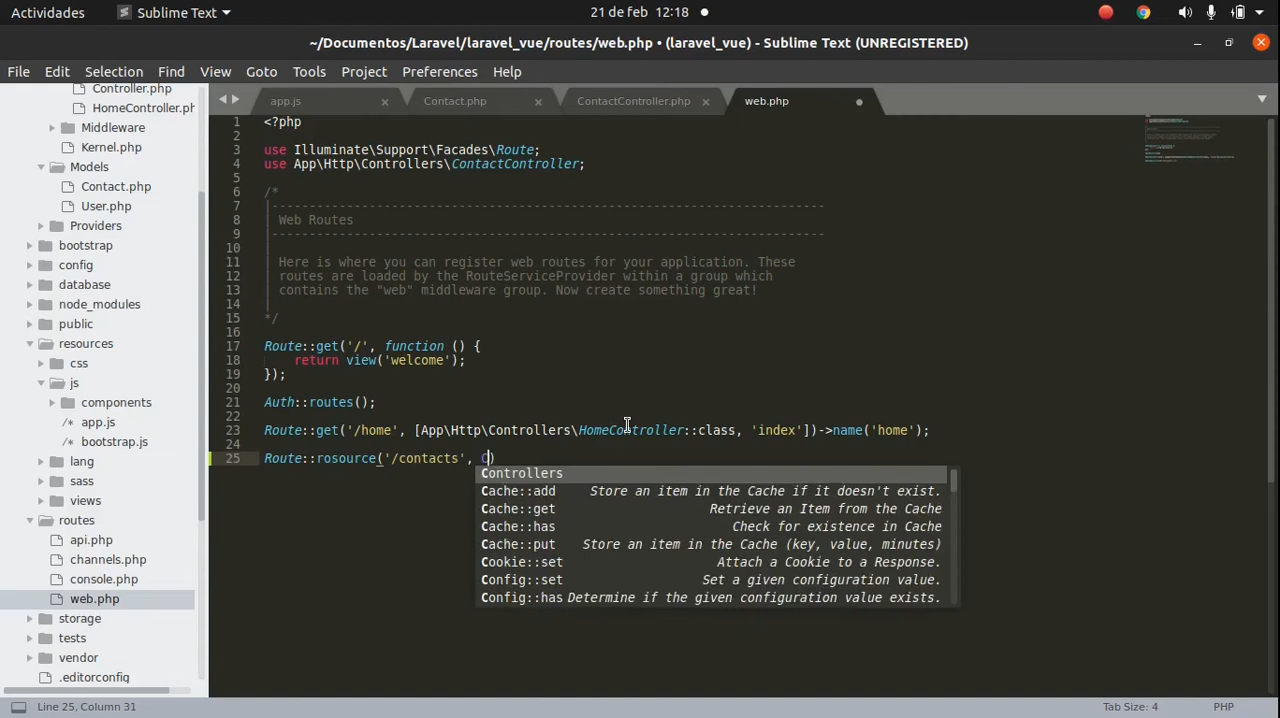 Actividades
Sublime Text
21 de feb 12:18
~/Documentos/Laravel/laravel_vue/routes/web.php • (laravel_vue) - Sublime Text (UNREGISTERED)
File Edit Selection Find View Goto Tools Project Preferences Help
Controller.php
HomeController.ph
Middleware
Kernel.php
Models
Contact.php
User.php
Providers
bootstrap
config
database
node_modules
public
resources
css
js
components
/* app.js
/* bootstrap.js
lang
sass
views
routes
api.php
channels.php
console.php
web.php
storage
tests
vendor
.editorconfig
app.js × Contact.php × ContactController.php × web.php
1 <?php
2
3 use Illuminate\Support\Facades\Route;
4 use App\Http\Controllers\ContactController;
5
6 /*
7 |--------------------------------------------------------------------------
8 | Web Routes
9 |--------------------------------------------------------------------------
10 |
11 | Here is where you can register web routes for your application. These
12 | routes are loaded by the RouteServiceProvider within a group which
13 | contains the "web" middleware group. Now create something great!
14 |
15 */
16
17 Route::get('/', function () {
18 return view('welcome');
19 });
20
21 Auth::routes();
22
23 Route::get('/home', [App\Http\Controllers\HomeController::class, 'index'])->name('home');
24
25 Route::rosource('/contacts', C)
Controllers
Cache::add Store an item in the Cache if it doesn't exist.
Cache::get Retrieve an Item from the Cache
Cache::has Check for existence in Cache
Cache::put Store an item in the Cache (key, value, minutes)
Cookie::set Attach a Cookie to a Response.
Config::set Set a given configuration value.
Config::has Determine if the given configuration value exists.
Line 25, Column 31
Tab Size: 4
PHP